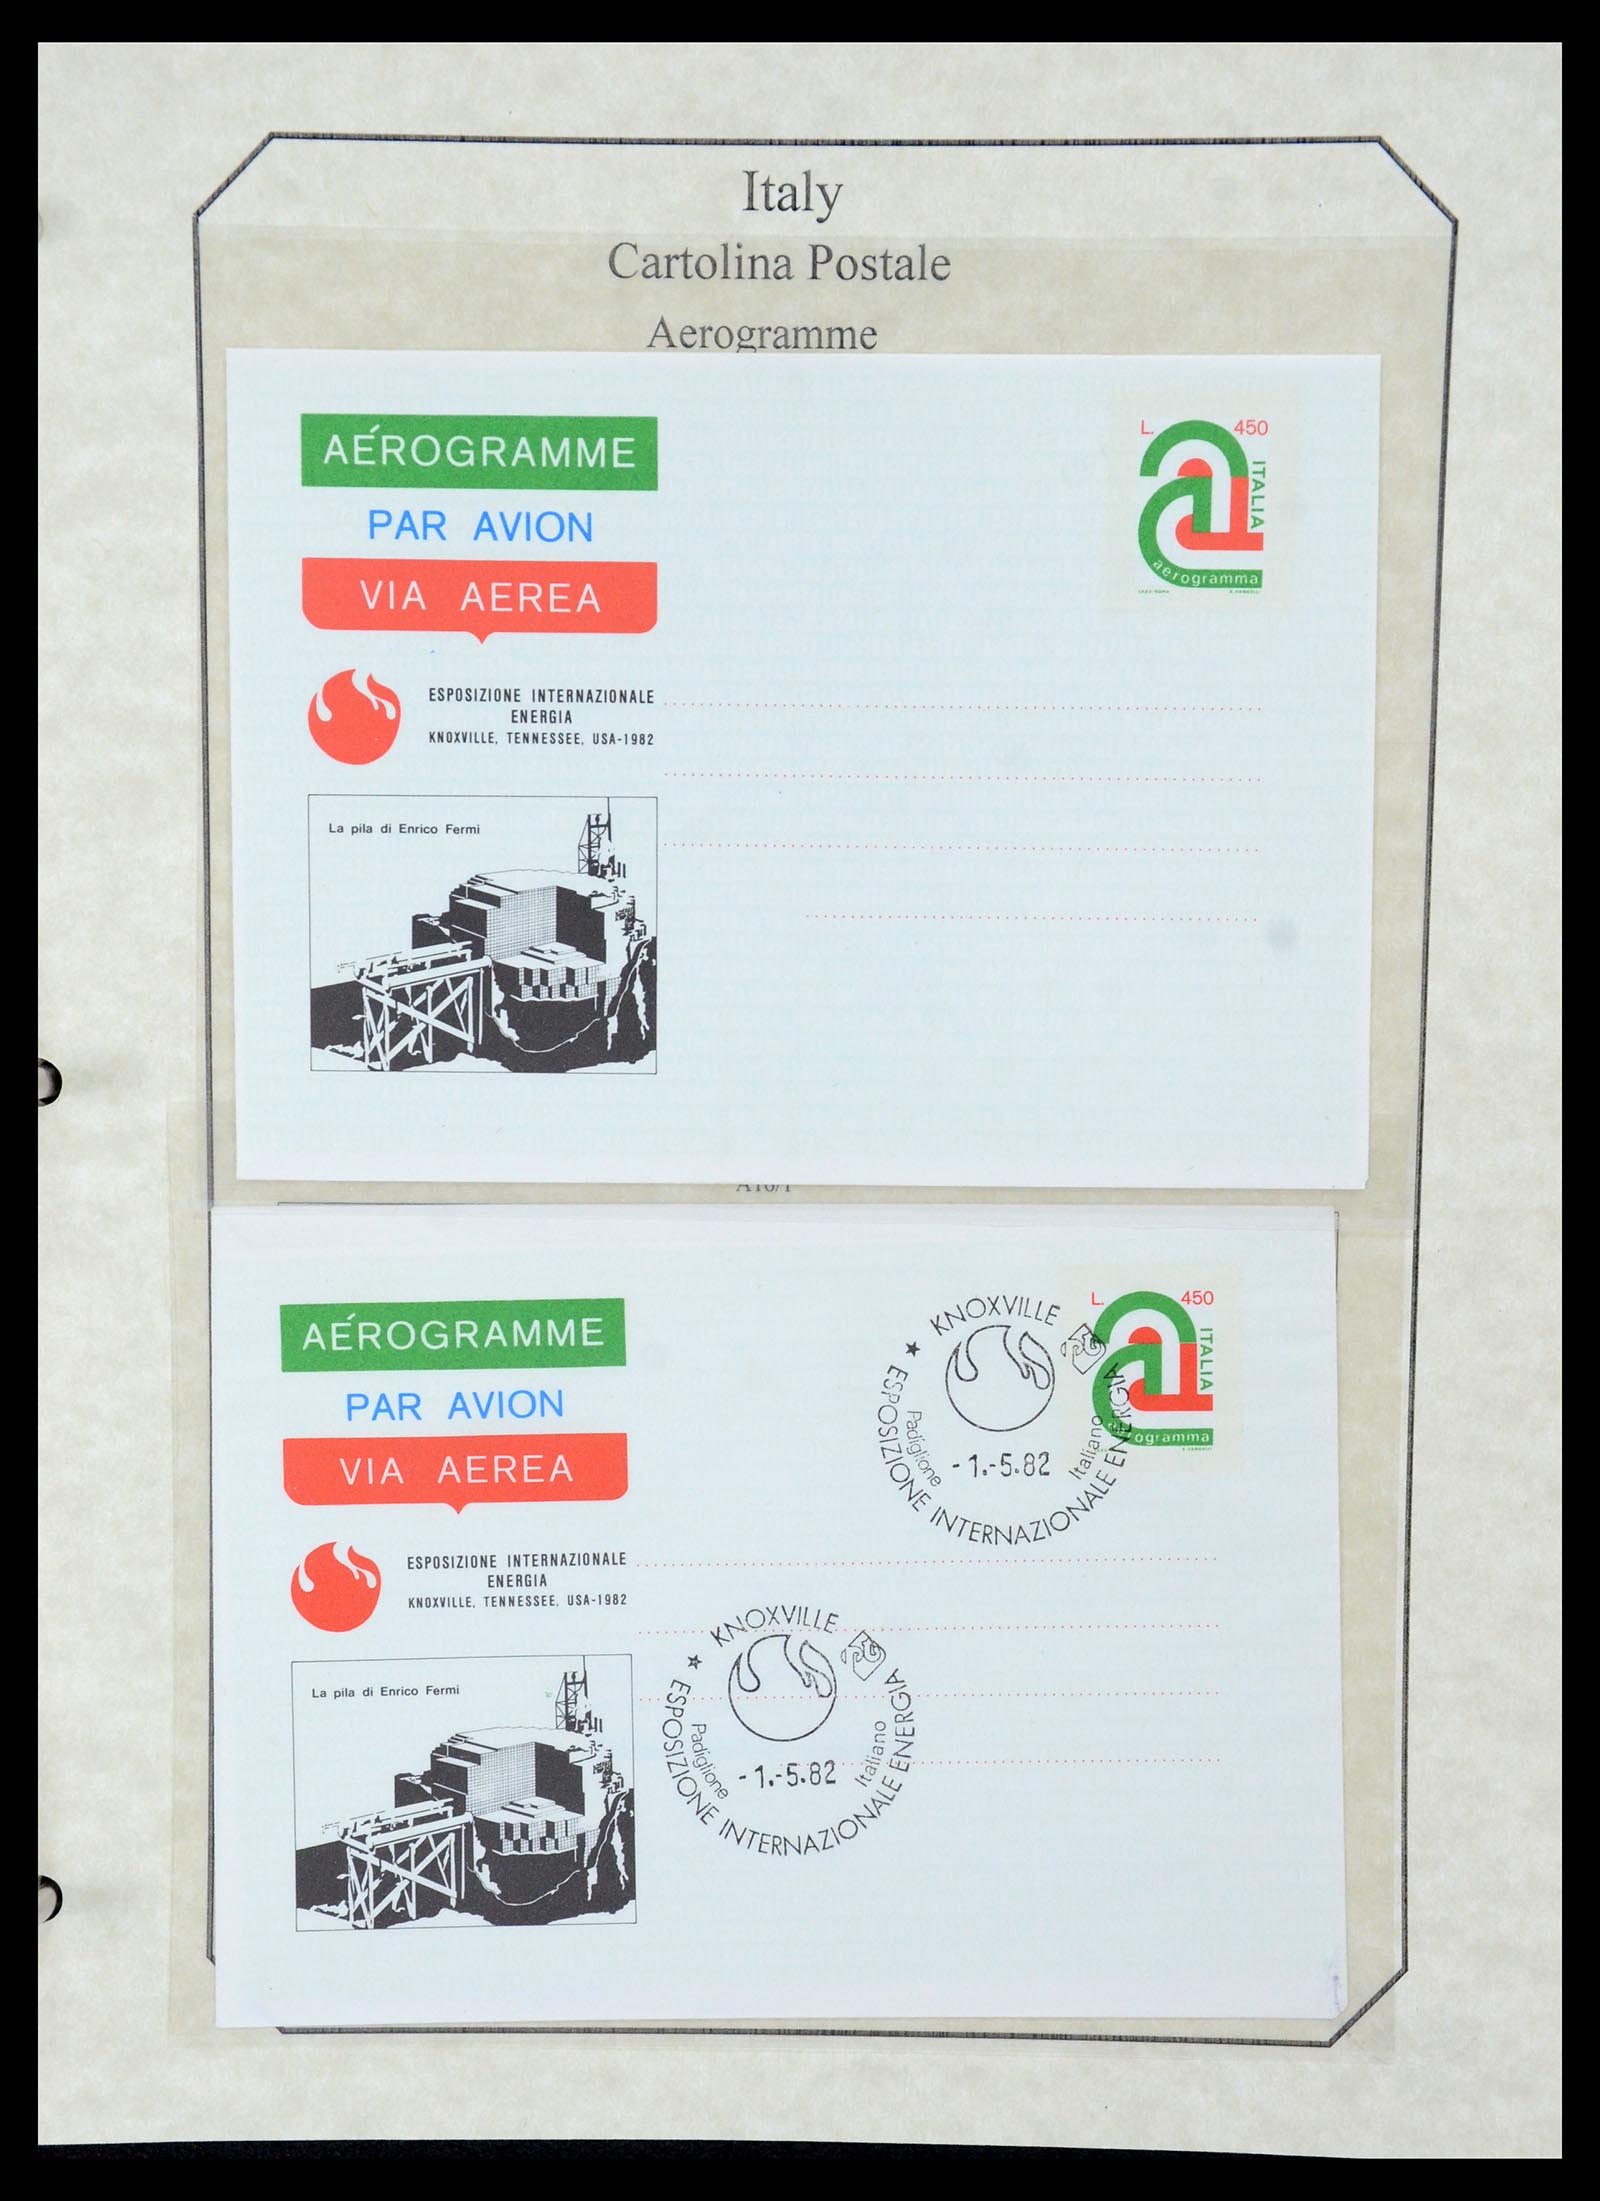 Italy
Cartolina Postale
Aerogramme
AÉROGRAMME
PAR AVION
VIA AEREA
L. 450
ITALIA
aerogramma
ESPOSIZIONE INTERNAZIONALE
ENERGIA
KNOXVILLE, TENNESSEE, USA-1982
La pila di Enrico Fermi
AÉROGRAMME
PAR AVION
VIA AEREA
L. 450
ITALIA
ogramma
KNOXVILLE
Padiglione
Italiano
-1.-5.82
★ ESPOSIZIONE INTERNAZIONALE ENERGIA
ESPOSIZIONE INTERNAZIONALE
ENERGIA
KNOXVILLE, TENNESSEE, USA-1982
La pila di Enrico Fermi
KNOXVILLE
Padiglione
Italiano
-1.-5.82
★ ESPOSIZIONE INTERNAZIONALE ENERGIA